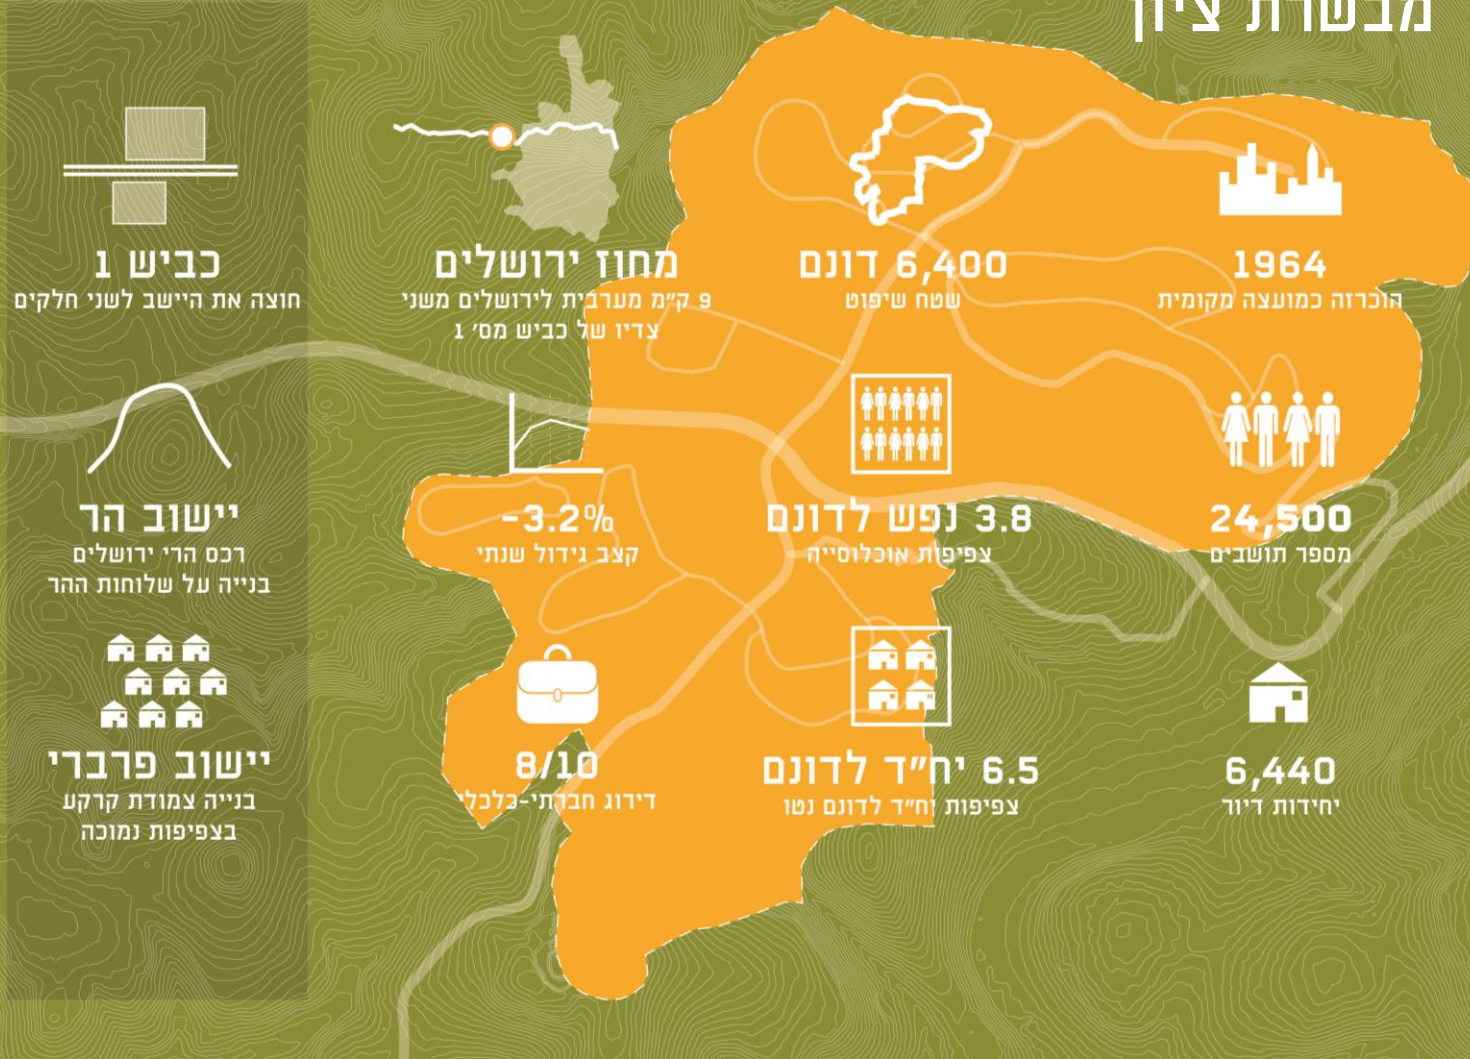 מבשרת ציון
1964
הוכרזה כמועצה מקומית
6,400 דונם
שטח שיפוט
מחוז ירושלים
9 ק״מ מערבית לירושלים משני
צדיו של כביש מס׳ 1
כביש 1
חוצה את היישב לשני חלקים
24,500
מספר תושבים
3.8 נפש לדונם
צפיפות אוכלוסייה
-3.2%
קצב גידול שנתי
יישוב הר
רכס הרי ירושלים
בנייה על שלוחות ההר
6,440
יחידות דיור
6.5 יח״ד לדונם
צפיפות יח״ד לדונם נטו
8/10
דירוג חברתי-כלכלי
יישוב פרברי
בנייה צמודת קרקע
בצפיפות נמוכה